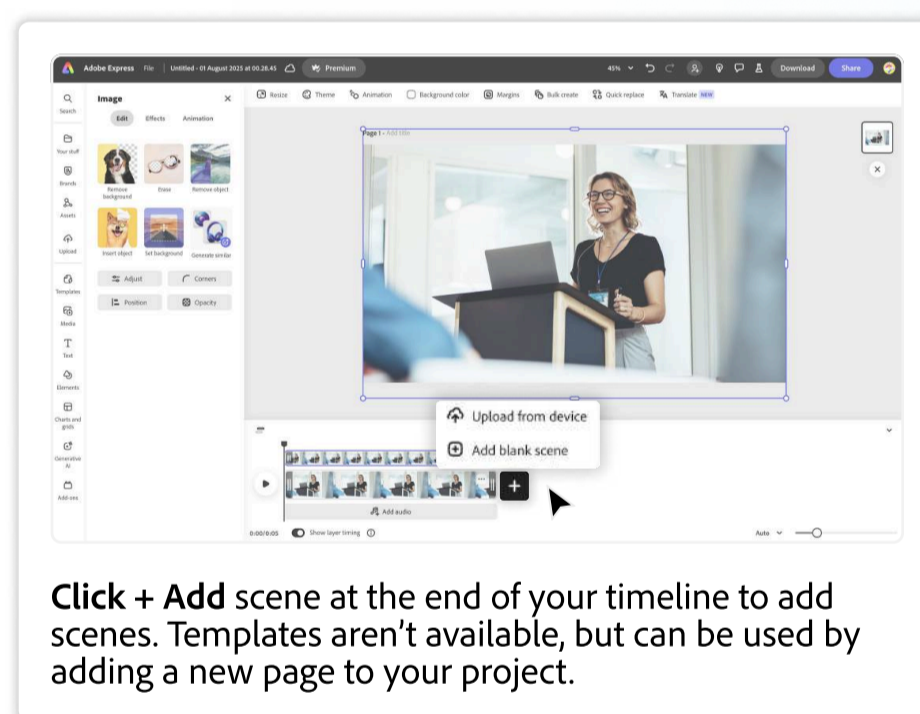 Adobe Express File Untitled - 01 August 2025 at 00.28.45 Premium 45% Download Share
Search
Your stuff
Brands
Assets
Upload
Templates
Media
Text
Elements
Charts and grids
Generative AI
Add-ons
Image
Edit Effects Animation
Remove background Erase Remove object
Insert object Set background Generate similar
Adjust Corners
Position Opacity
Resize Theme Animation Background color Margins Bulk create Quick replace Translate NEW
Page 1 - Add title
Upload from device
Add blank scene
Add audio
0:00/0:05 Show layer timing Auto
Click + Add scene at the end of your timeline to add
scenes. Templates aren't available, but can be used by
adding a new page to your project.